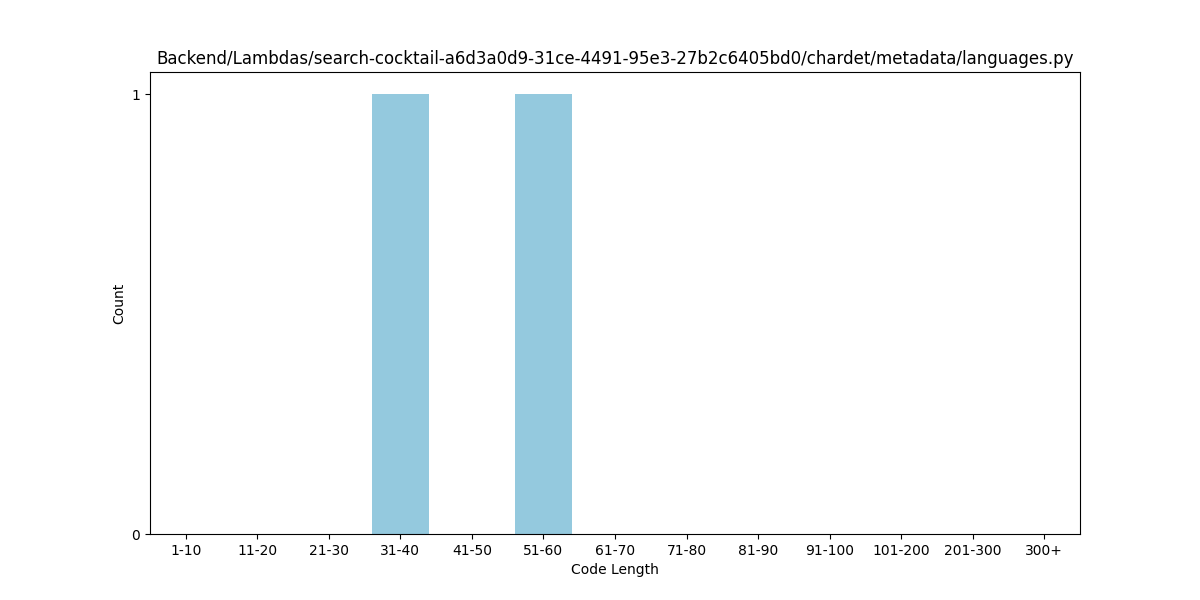 Backend/Lambdas/search-cocktail-a6d3a0d9-31ce-4491-95e3-27b2c6405bd0/chardet/metadata/languages.py
1
Count
0
1-10 11-20 21-30 31-40 41-50 51-60 61-70 71-80 81-90 91-100 101-200 201-300 300+
Code Length